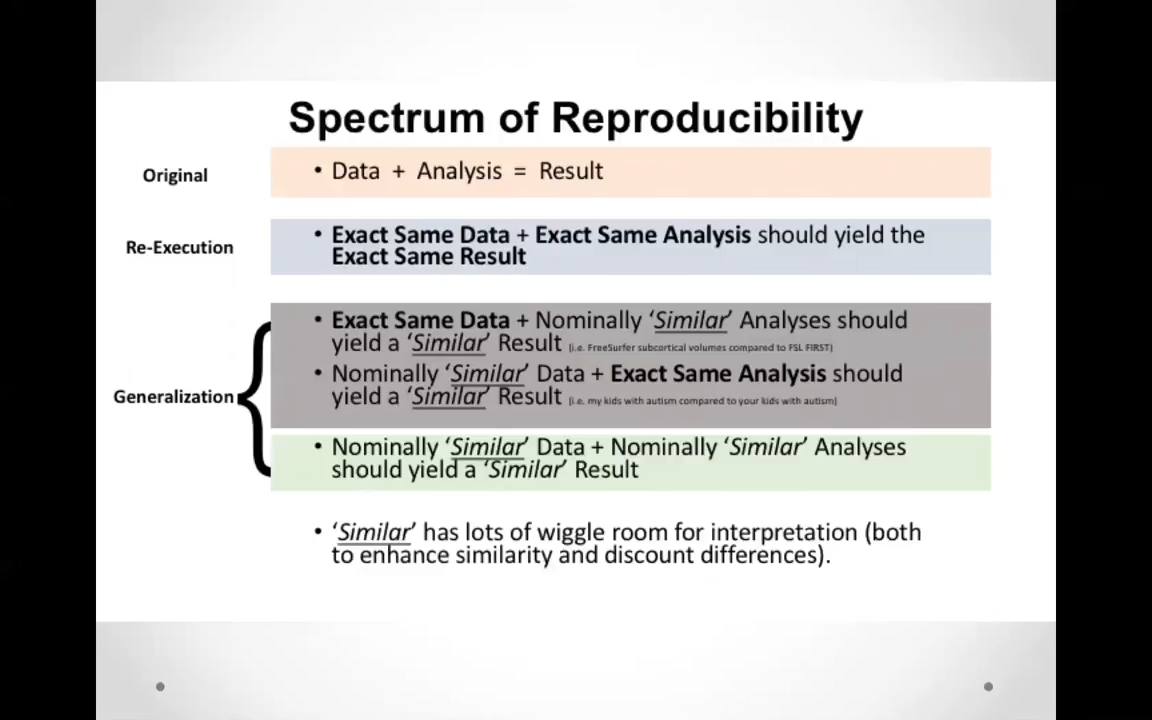 Spectrum of Reproducibility
Original
• Data + Analysis = Result
Re-Execution
• Exact Same Data + Exact Same Analysis should yield the
Exact Same Result
Generalization
• Exact Same Data + Nominally ‘Similar’ Analyses should
yield a ‘Similar’ Result [i.e. FreeSurfer subcortical volumes compared to FSL FIRST]
• Nominally ‘Similar’ Data + Exact Same Analysis should
yield a ‘Similar’ Result [i.e. my kids with autism compared to your kids with autism]
• Nominally ‘Similar’ Data + Nominally ‘Similar’ Analyses
should yield a ‘Similar’ Result
• ‘Similar’ has lots of wiggle room for interpretation (both
to enhance similarity and discount differences).